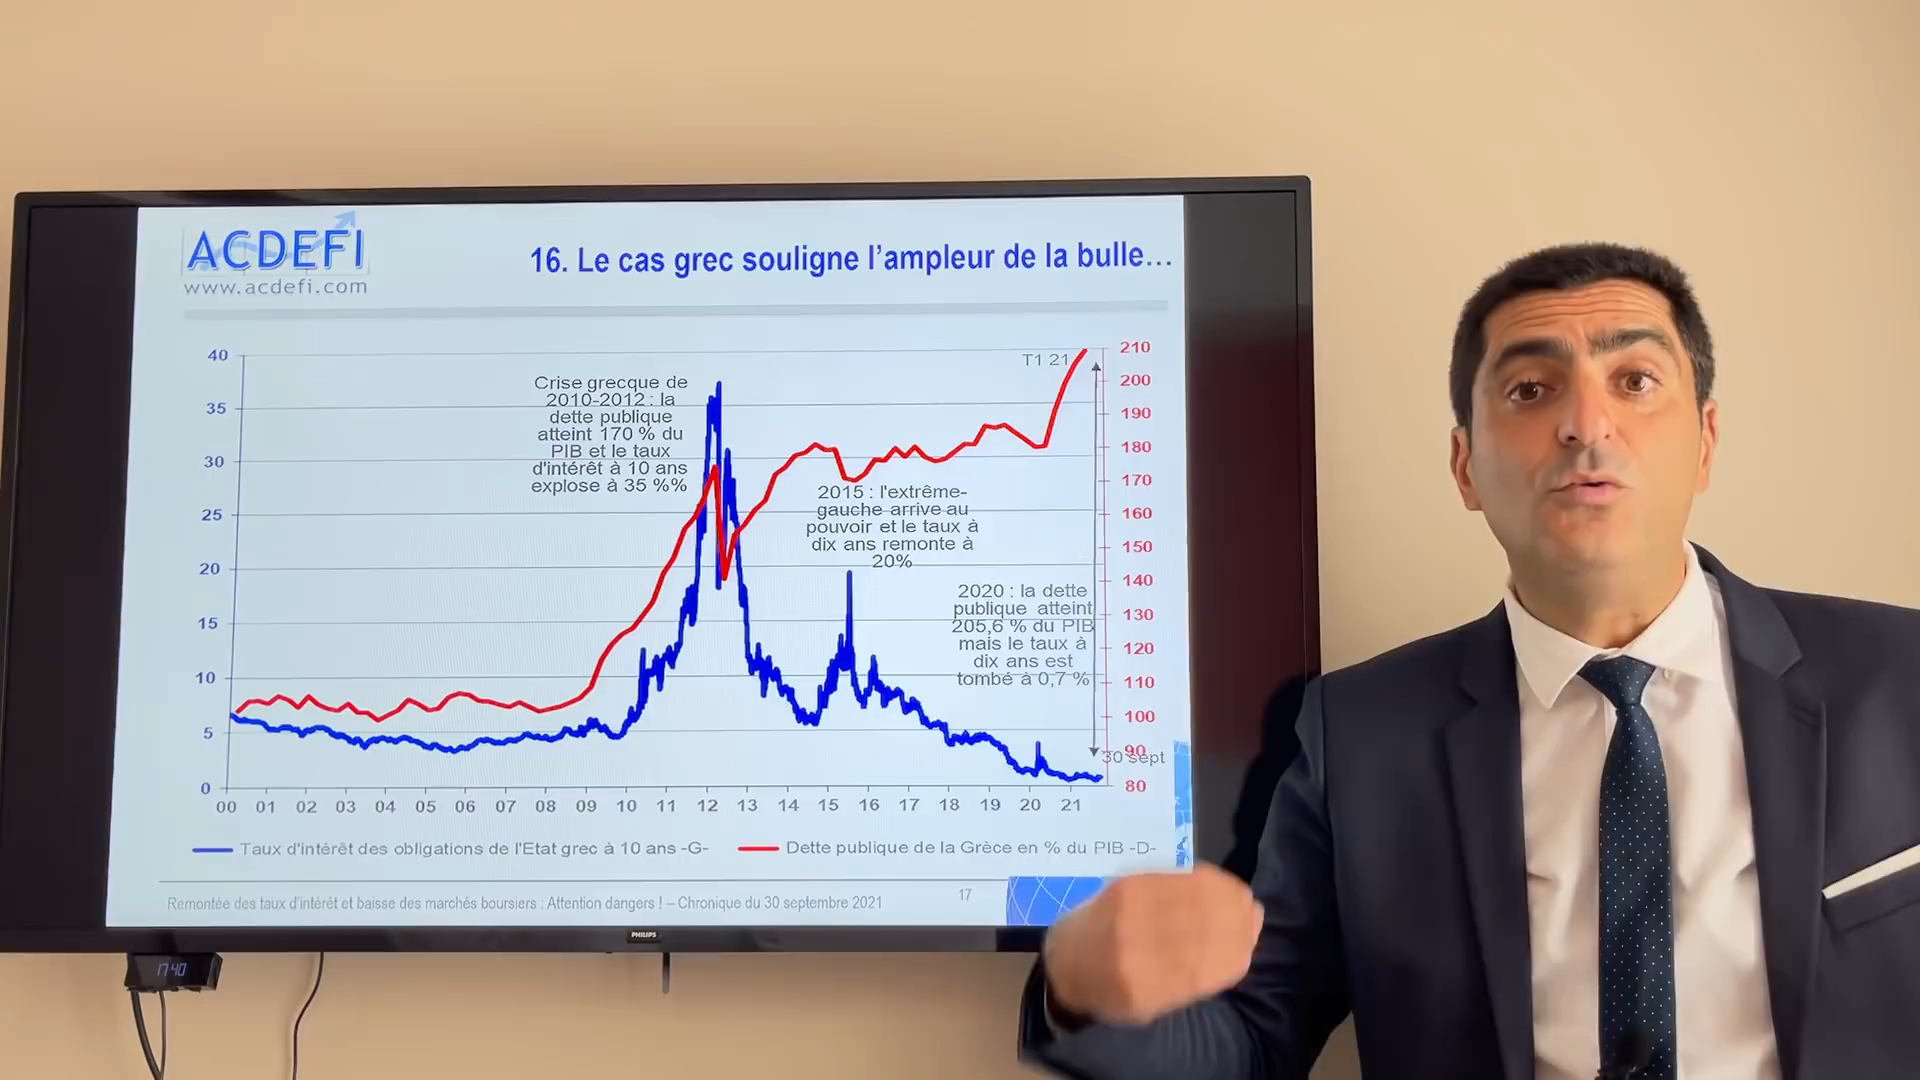 ACDEFI
www.acdefi.com
16. Le cas grec souligne l'ampleur de la bulle…
40
35
30
25
20
15
10
5
0
Crise grecque de
2010-2012 : la
dette publique
atteint 170 % du
PIB et le taux
d'intérêt à 10 ans
explose à 35 %%
2015 : l'extrême-
gauche arrive au
pouvoir et le taux à
dix ans remonte à
20%
2020 : la dette
publique atteint
205,6 % du PIB
mais le taux à
dix ans est
tombé à 0,7 %
T1 21
30 sept
210
200
190
180
170
160
150
140
130
120
110
100
90
80
00 01 02 03 04 05 06 07 08 09 10 11 12 13 14 15 16 17 18 19 20 21
Taux d'intérêt des obligations de l'Etat grec à 10 ans -G- Dette publique de la Grèce en % du PIB -D-
Remontée des taux d'intérêt et baisse des marchés boursiers : Attention dangers ! – Chronique du 30 septembre 2021
17
PHILIPS
17:40